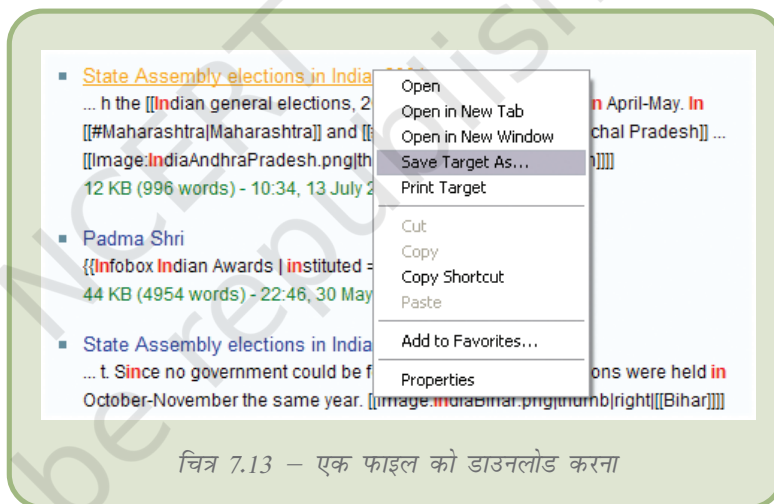 State Assembly elections in India
... h the [[Indian general elections, 2 n April-May. In
[[#Maharashtra|Maharashtra]] and [[ chal Pradesh]] ...
[[Image:IndiaAndhraPradesh.png|th ]]]]
12 KB (996 words) - 10:34, 13 July 2
Padma Shri
{{Infobox Indian Awards | instituted =
44 KB (4954 words) - 22:46, 30 May
State Assembly elections in India
... t. Since no government could be f ons were held in
October-November the same year. [[Image:IndiaBihar.png|thumb|right|[[Bihar]]]]
Open
Open in New Tab
Open in New Window
Save Target As...
Print Target
Cut
Copy
Copy Shortcut
Paste
Add to Favorites...
Properties
चित्र 7.13 – एक फाइल को डाउनलोड करना
NCERT
be republish